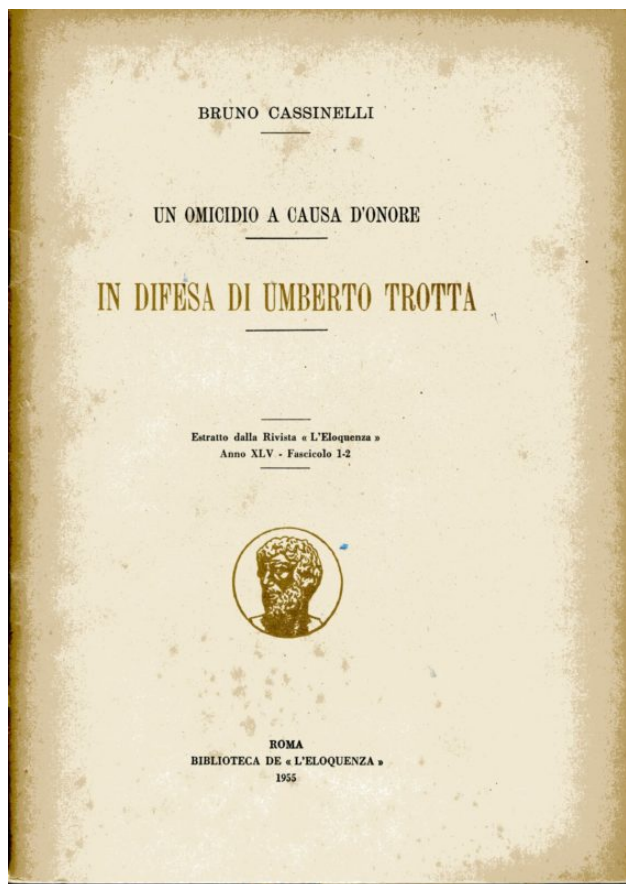 BRUNO CASSINELLI
UN OMICIDIO A CAUSA D'ONORE
IN DIFESA DI UMBERTO TROTTA
Estratto dalla Rivista « L'Eloquenza »
Anno XLV - Fascicolo 1-2
ROMA
BIBLIOTECA DE « L'ELOQUENZA »
1955